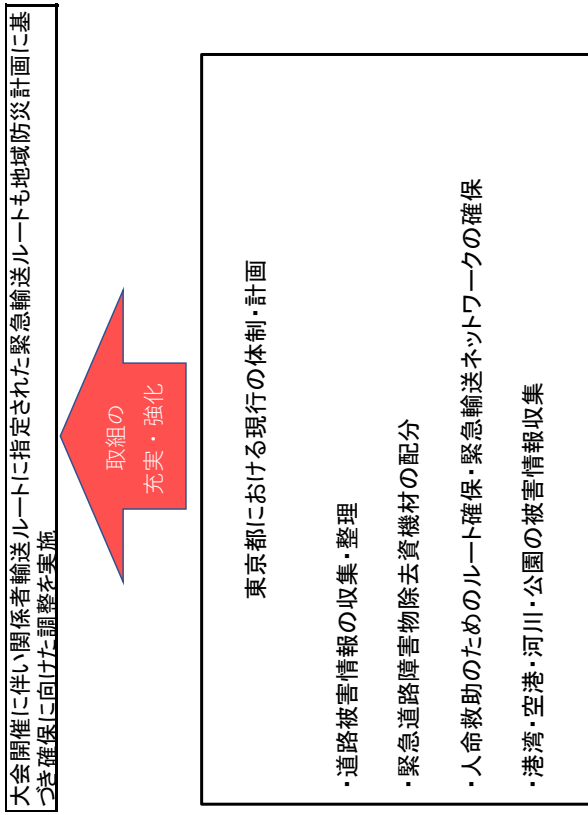 大会開催に伴い関係者輸送ルートに指定された緊急輸送ルートも地域防災計画に基
づき確保に向けた調整を実施
取組の
充実・強化
東京都における現行の体制・計画
・道路被害情報の収集・整理
・緊急道路障害物除去資機材の配分
・人命救助のためのルート確保・緊急輸送ネットワークの確保
・港湾・空港・河川・公園の被害情報収集